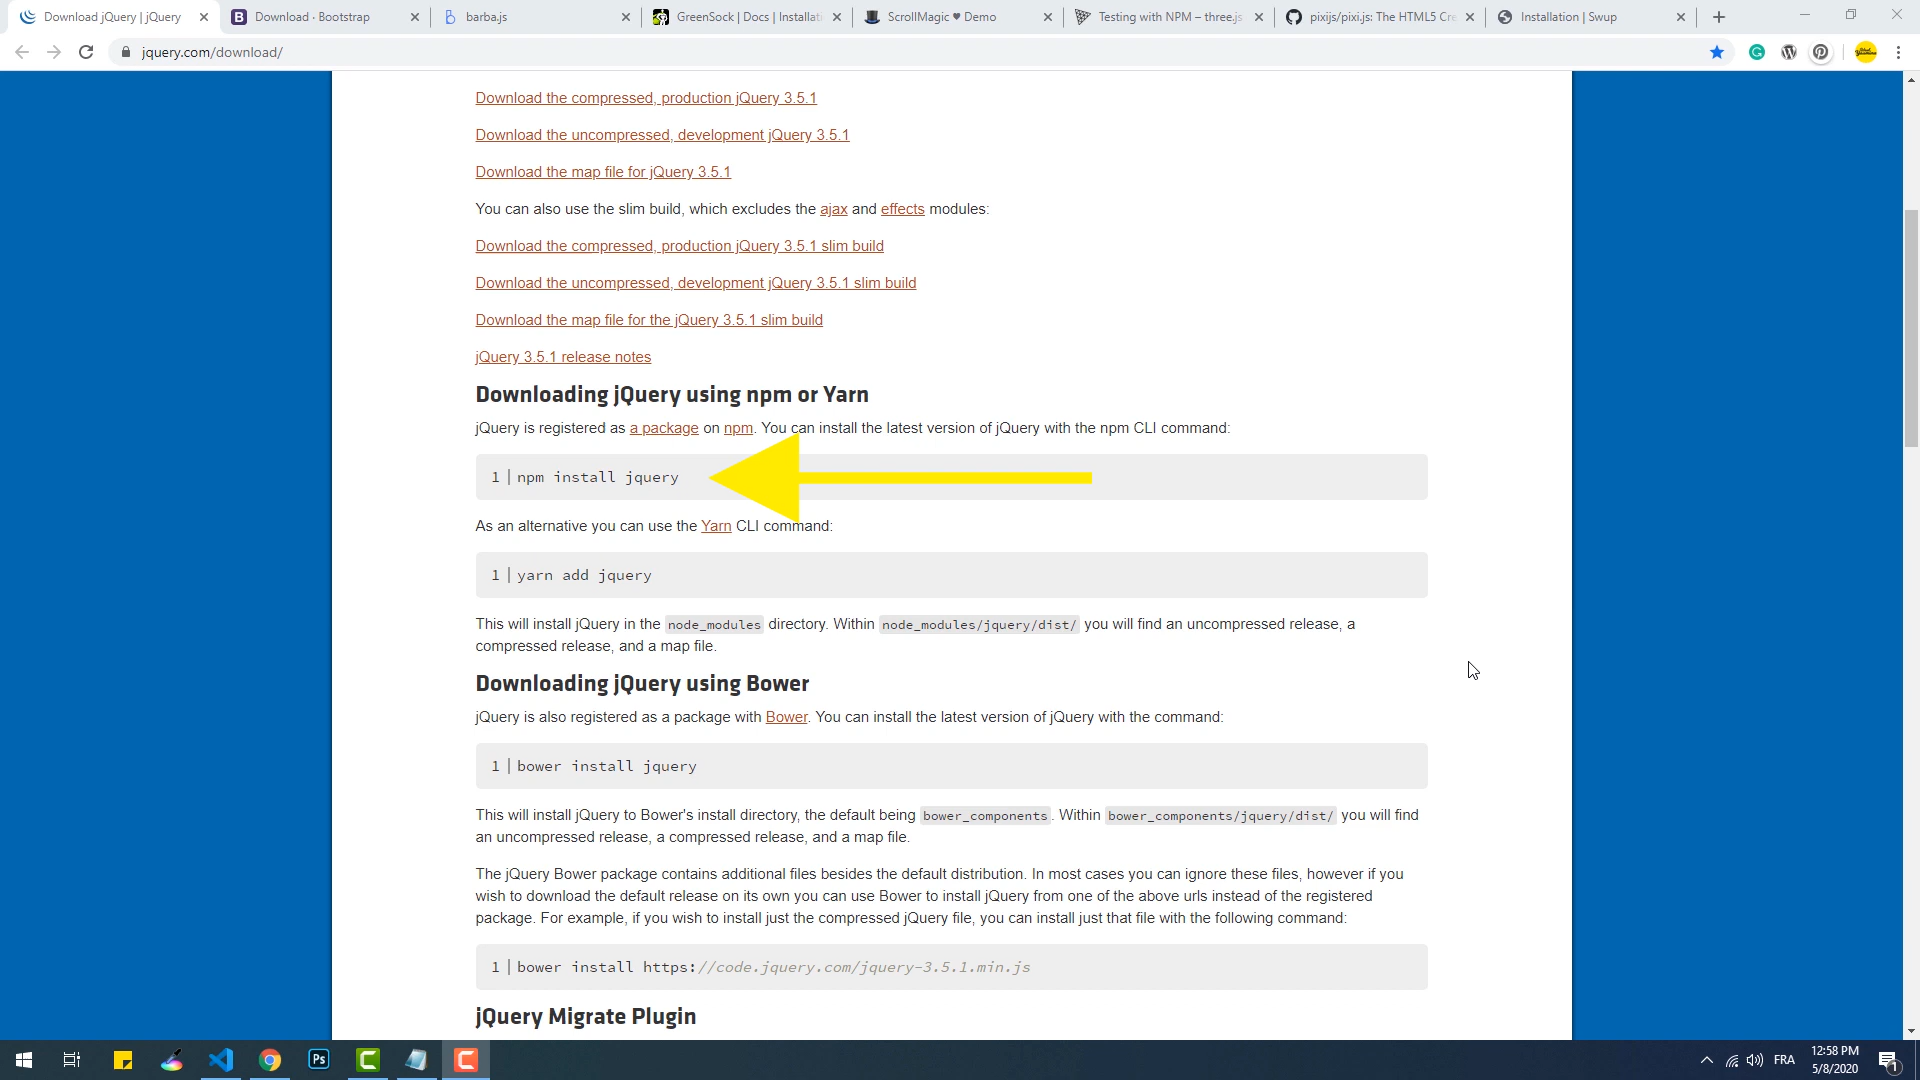 Download jQuery | jQuery
Download · Bootstrap
barba.js
GreenSock | Docs | Installati
ScrollMagic ♥ Demo
Testing with NPM – three.js
pixijs/pixi.js: The HTML5 Cre
Installation | Swup
jquery.com/download/
Download the compressed, production jQuery 3.5.1
Download the uncompressed, development jQuery 3.5.1
Download the map file for jQuery 3.5.1
You can also use the slim build, which excludes the ajax and effects modules:
Download the compressed, production jQuery 3.5.1 slim build
Download the uncompressed, development jQuery 3.5.1 slim build
Download the map file for the jQuery 3.5.1 slim build
jQuery 3.5.1 release notes
Downloading jQuery using npm or Yarn
jQuery is registered as a package on npm. You can install the latest version of jQuery with the npm CLI command:
1 npm install jquery
As an alternative you can use the Yarn CLI command:
1 yarn add jquery
This will install jQuery in the node_modules directory. Within node_modules/jquery/dist/ you will find an uncompressed release, a
compressed release, and a map file.
Downloading jQuery using Bower
jQuery is also registered as a package with Bower. You can install the latest version of jQuery with the command:
1 bower install jquery
This will install jQuery to Bower's install directory, the default being bower_components. Within bower_components/jquery/dist/ you will find
an uncompressed release, a compressed release, and a map file.
The jQuery Bower package contains additional files besides the default distribution. In most cases you can ignore these files, however if you
wish to download the default release on its own you can use Bower to install jQuery from one of the above urls instead of the registered
package. For example, if you wish to install just the compressed jQuery file, you can install just that file with the following command:
1 bower install https://code.jquery.com/jquery-3.5.1.min.js
jQuery Migrate Plugin
Ps
FRA
12:58 PM
5/8/2020
1